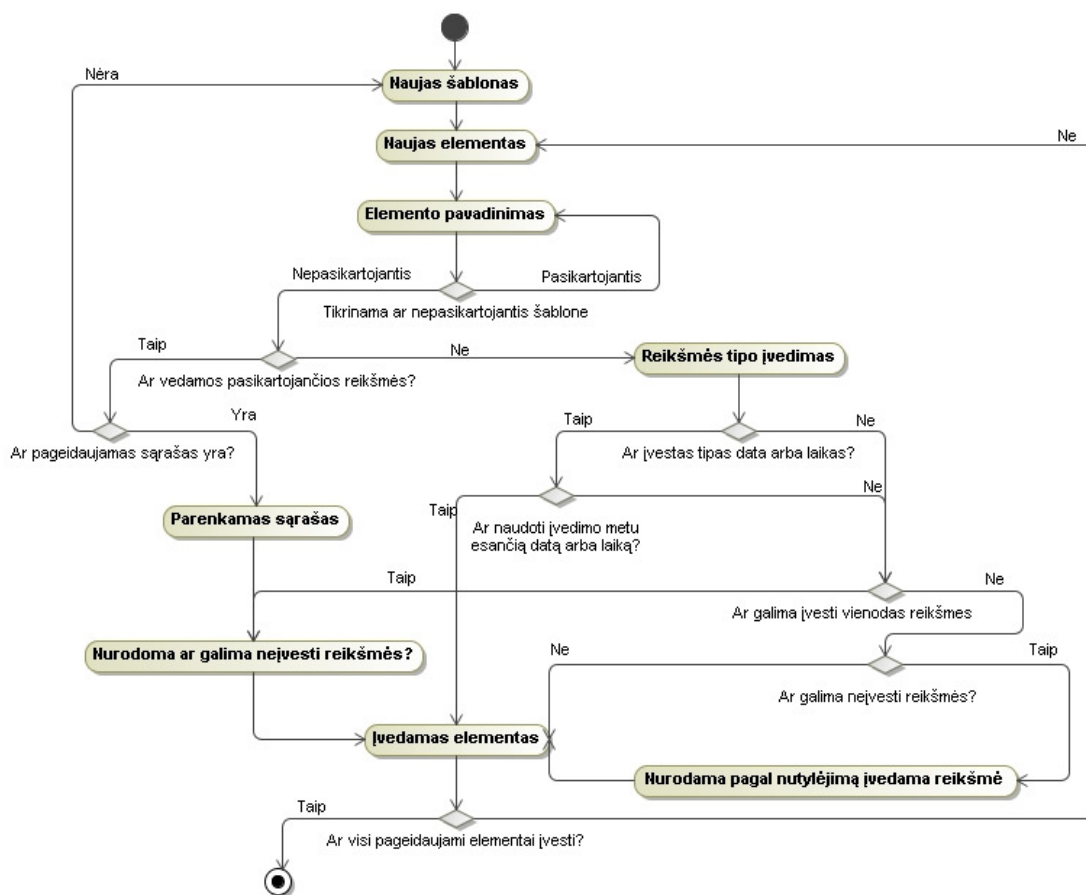 Nėra
Naujas šablonas
Naujas elementas
Ne
Elemento pavadinimas
Nepasikartojantis
Pasikartojantis
Tikrinama ar nepasikartojantis šablone
Taip
Ne
Reikšmės tipo įvedimas
Ar vedamos pasikartojančios reikšmės?
Yra
Taip
Ne
Ar pageidaujamas sąrašas yra?
Ar įvestas tipas data arba laikas?
Ne
Parenkamas sąrašas
Taip
Ar naudoti įvedimo metu
esančią datą arba laiką?
Taip
Ne
Ar galima įvesti vienodas reikšmes
Nurodoma ar galima neįvesti reikšmės?
Ne
Taip
Ar galima neįvesti reikšmės?
Įvedamas elementas
Nurodama pagal nutylėjimą įvedama reikšmė
Taip
Ar visi pageidaujami elementai įvesti?